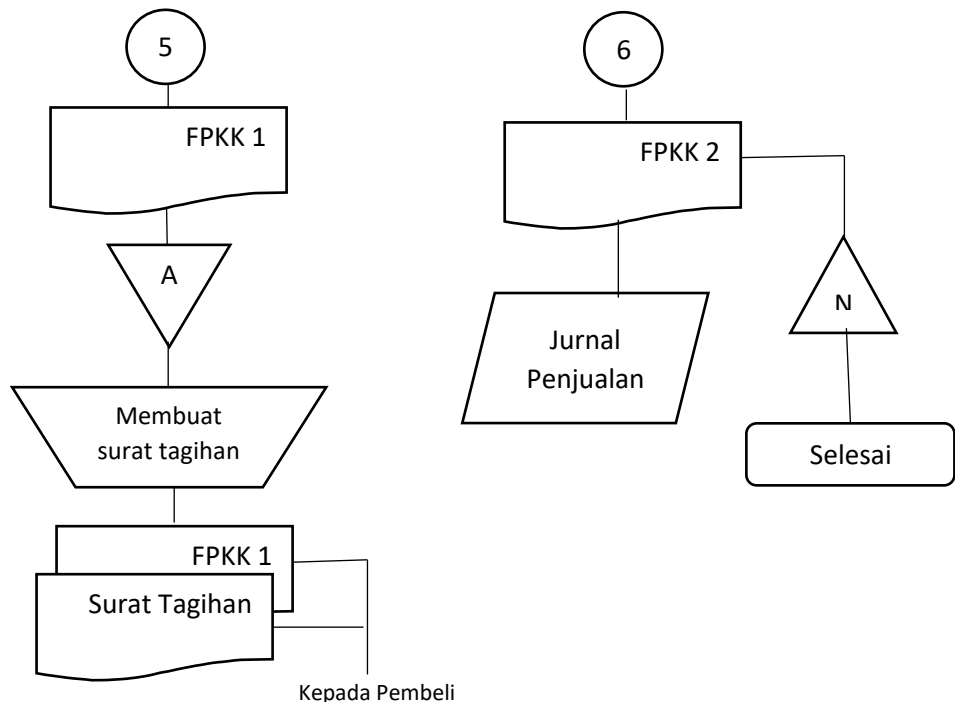 5
FPKK 1
A
Membuat
surat tagihan
FPKK 1
Surat Tagihan
Kepada Pembeli
6
FPKK 2
N
Jurnal
Penjualan
Selesai